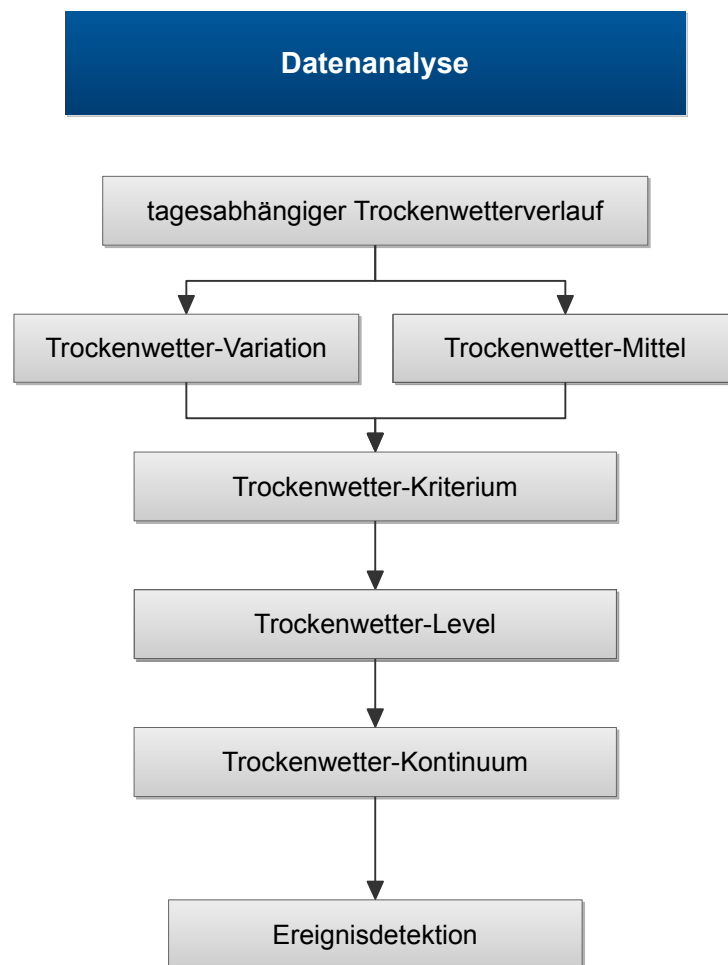 Datenanalyse
tagesabhängiger Trockenwetterverlauf
Trockenwetter-Variation
Trockenwetter-Mittel
Trockenwetter-Kriterium
Trockenwetter-Level
Trockenwetter-Kontinuum
Ereignisdetektion